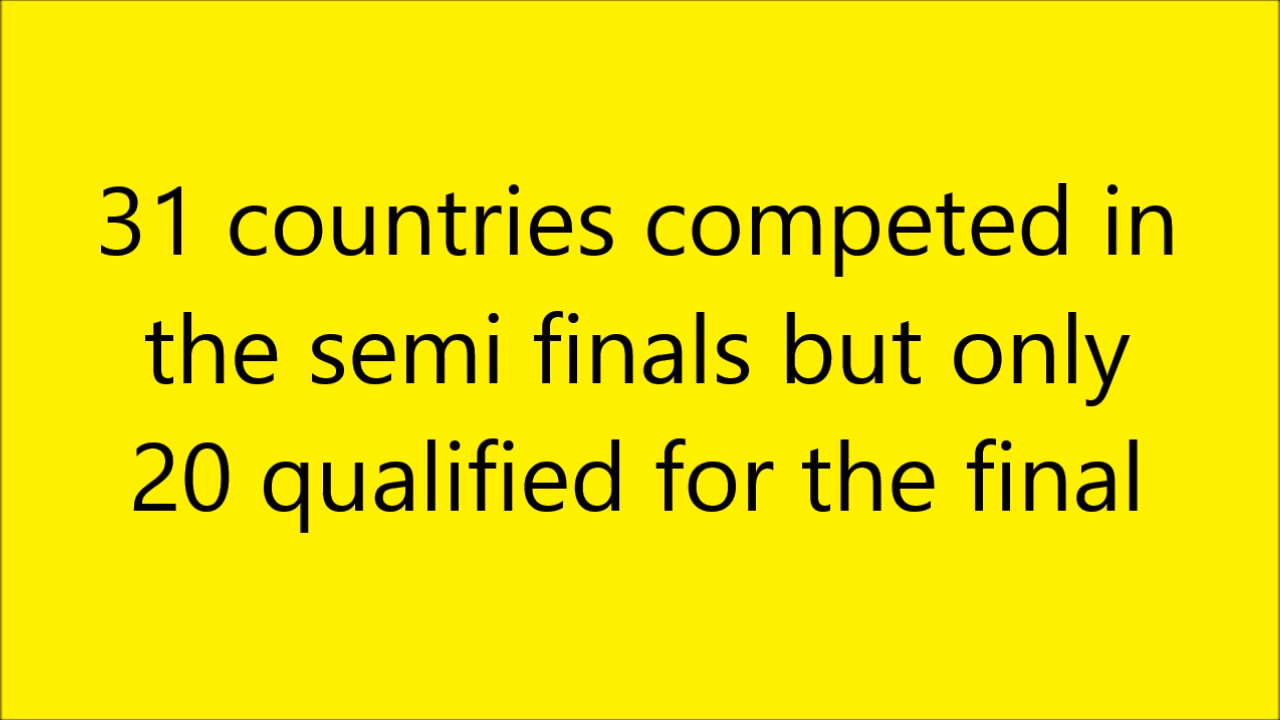 31 countries competed in
the semi finals but only
20 qualified for the final